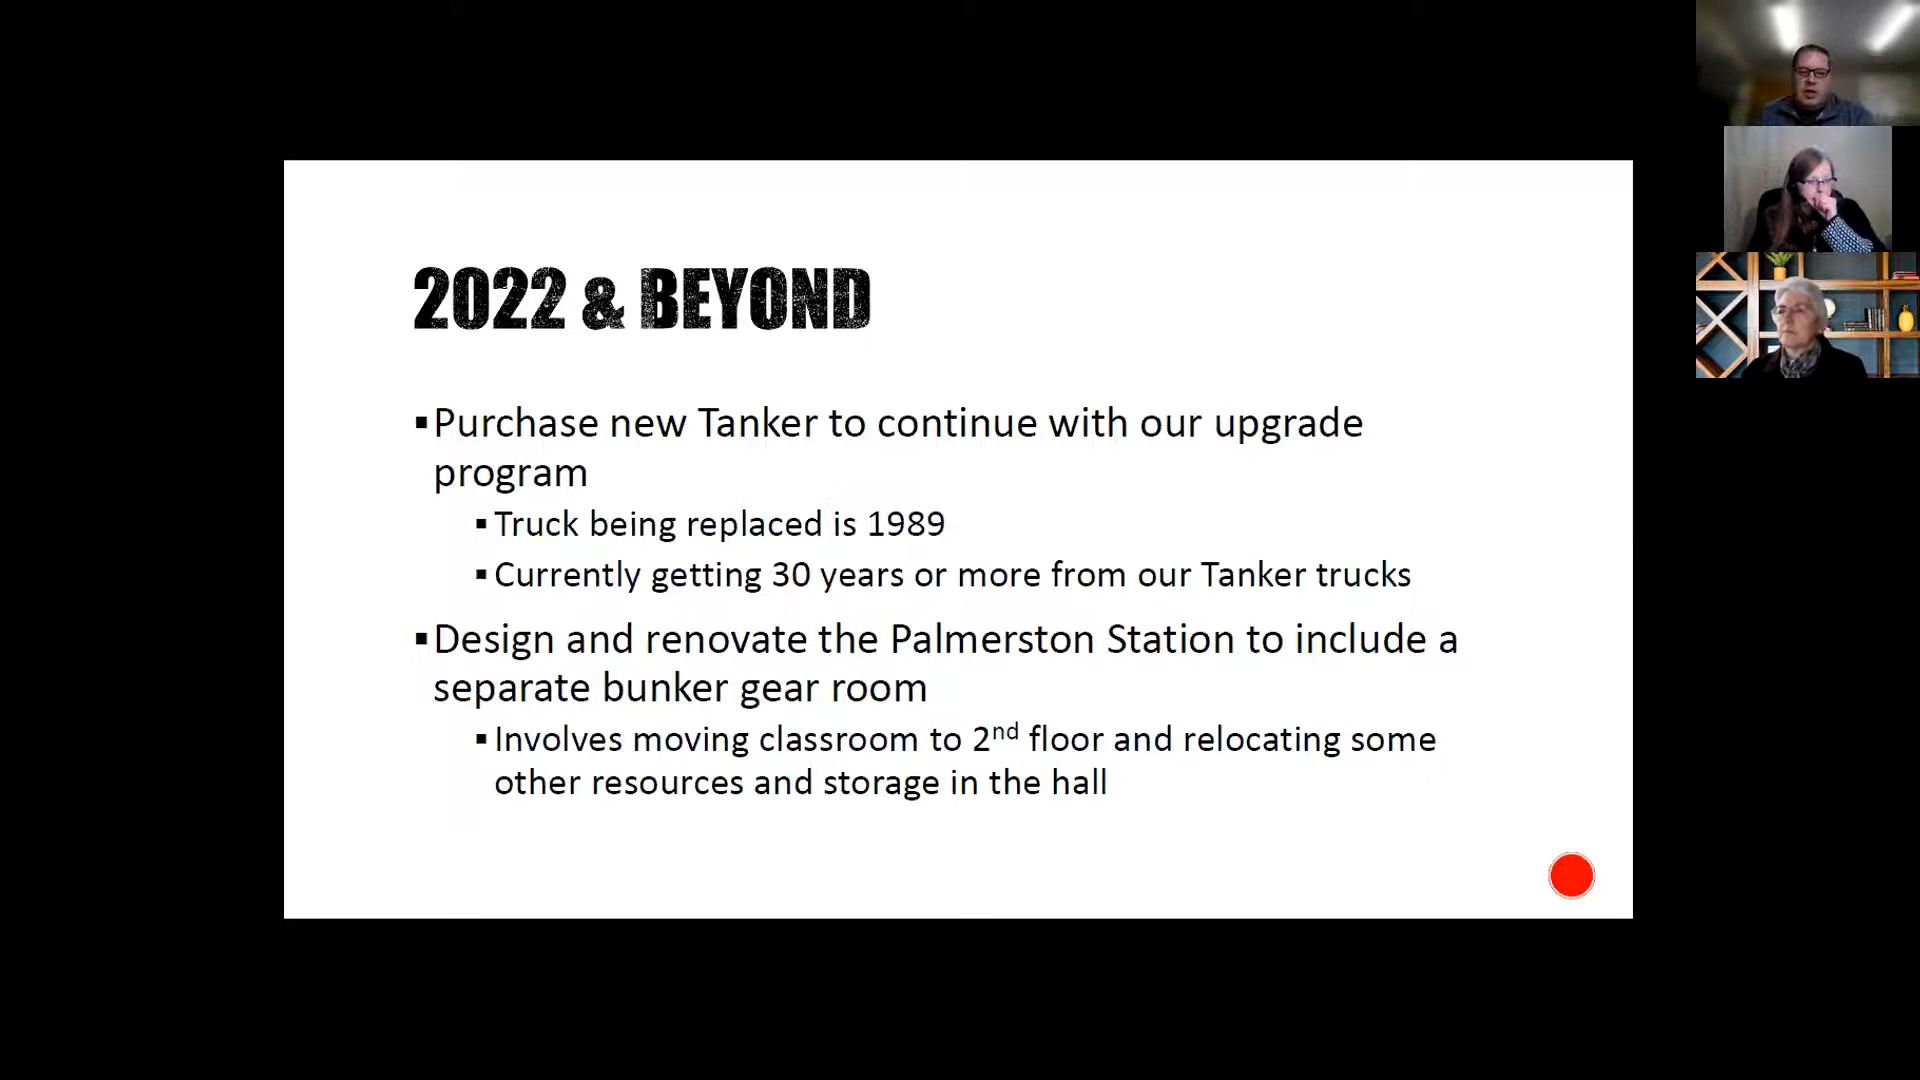 2022 & BEYOND
▪Purchase new Tanker to continue with our upgrade
program
▪Truck being replaced is 1989
▪Currently getting 30 years or more from our Tanker trucks
▪Design and renovate the Palmerston Station to include a
separate bunker gear room
▪Involves moving classroom to 2nd floor and relocating some
other resources and storage in the hall